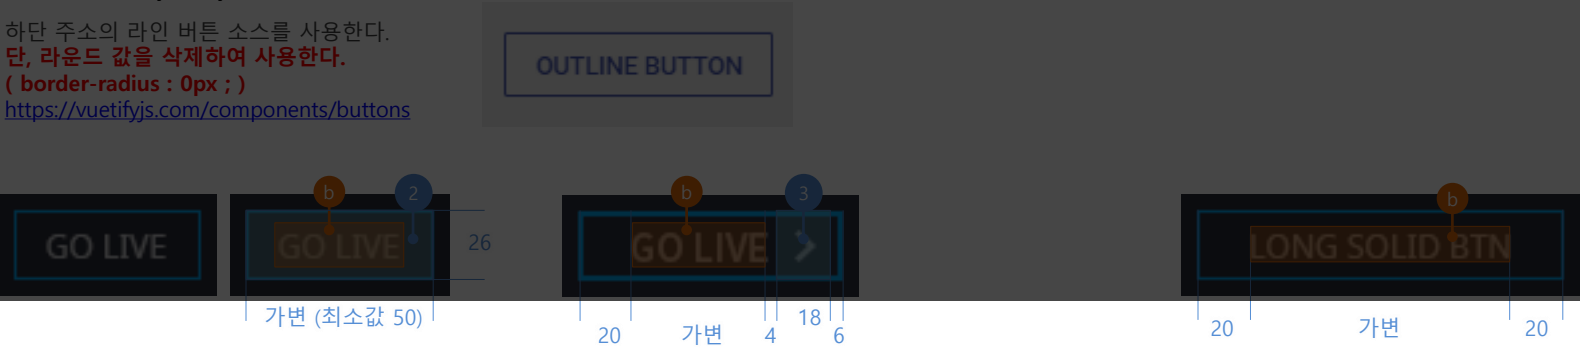 하단 주소의 라인 버튼 소스를 사용한다.
단, 라운드 값을 삭제하여 사용한다.
( border-radius : 0px ; )
https://vuetifyjs.com/components/buttons
OUTLINE BUTTON
b 2 b 3 b
GO LIVE GO LIVE 26 GO LIVE > LONG SOLID BTN
가변 (최소값 50)
20 가변 4 18 6 20 가변 20